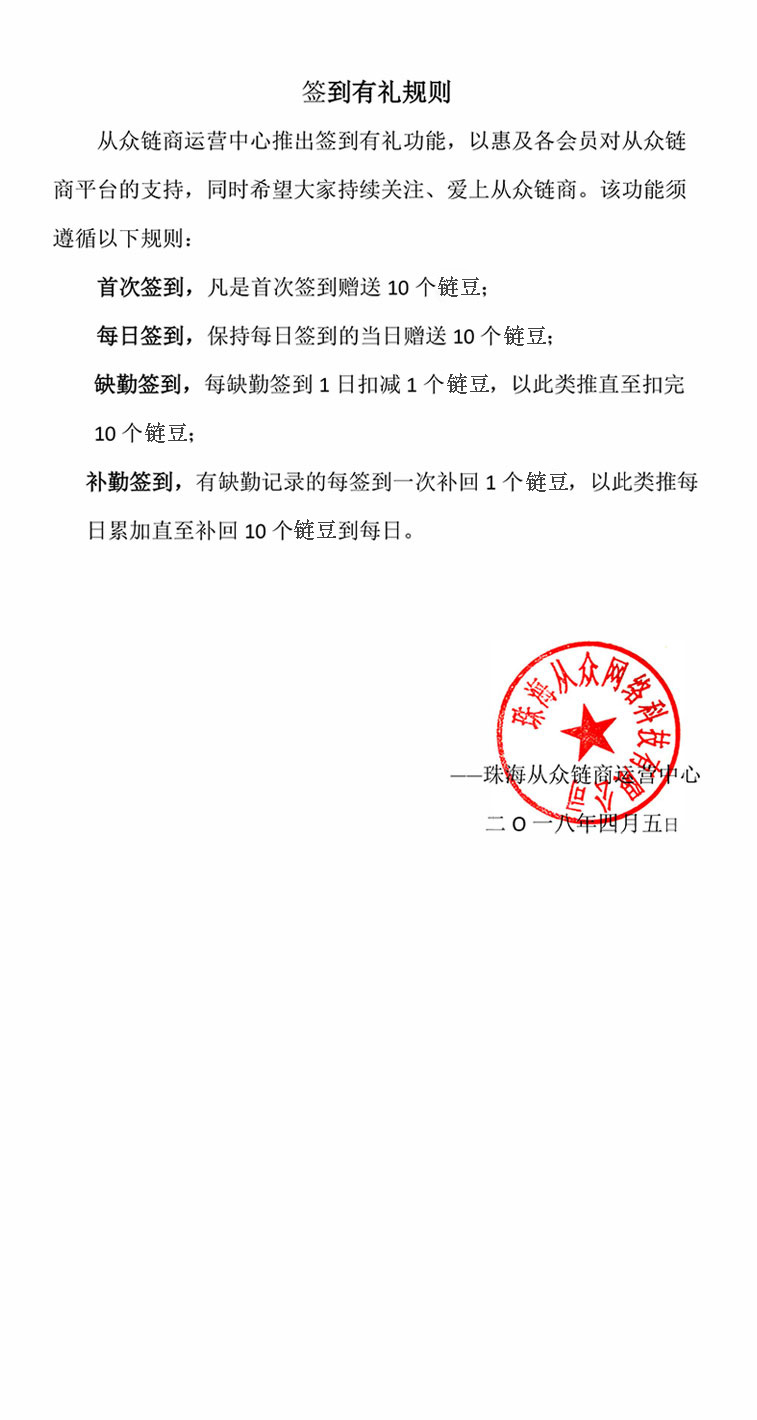 签到有礼规则
从众链商运营中心推出签到有礼功能，以惠及各会员对从众链
商平台的支持，同时希望大家持续关注、爱上从众链商。该功能须
遵循以下规则：
首次签到，凡是首次签到赠送 10 个链豆；
每日签到，保持每日签到的当日赠送 10 个链豆；
缺勤签到，每缺勤签到 1 日扣减 1 个链豆，以此类推直至扣完
10 个链豆；
补勤签到，有缺勤记录的每签到一次补回 1 个链豆，以此类推每
日累加直至补回 10 个链豆到每日。
珠海从众网络科技有限公司
——珠海从众链商运营中心
二 O 一八年四月五日